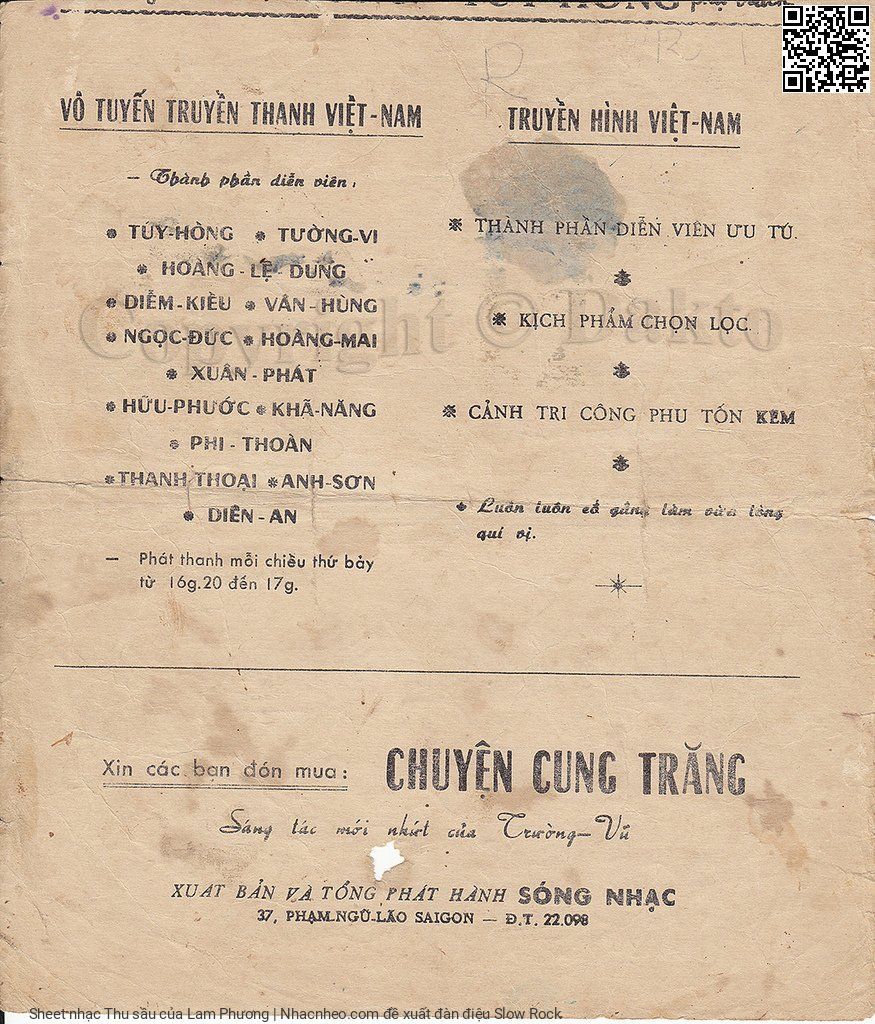 VÔ TUYẾN TRUYỀN THANH VIỆT-NAM
— Thành phần diễn viên:
TÚY-HỒNG TƯỜNG-VI
HOÀNG - LỆ - DUNG
DIỄM-KIỀU VÂN-HÙNG
NGỌC-ĐỨC HOÀNG-MAI
XUÂN - PHÁT
HỮU-PHƯỚC KHẢ-NĂNG
PHI - THOÀN
THANH THOẠI ANH-SƠN
DIÊN-AN
— Phát thanh mỗi chiều thứ bảy
từ 16g.20 đến 17g.
TRUYỀN HÌNH VIỆT-NAM
THÀNH PHẦN DIỄN VIÊN ƯU TÚ.
KỊCH PHẨM CHỌN LỌC.
CẢNH TRI CÔNG PHU TỐN KÉM
Luôn luôn cố gắng làm vừa lòng
quí vị.
Copyright © Dakto
Xin các bạn đón mua: CHUYỆN CUNG TRĂNG
Sáng tác mới nhứt của Trường-Vũ
XUAT BẢN VÀ TỔNG PHÁT HÀNH SÓNG NHẠC
37, PHẠM-NGŨ-LÃO SAIGON — Đ.T. 22.098
Sheet nhạc Thu sầu của Lam Phương | Nhacnheo.com đề xuất đàn điệu Slow Rock